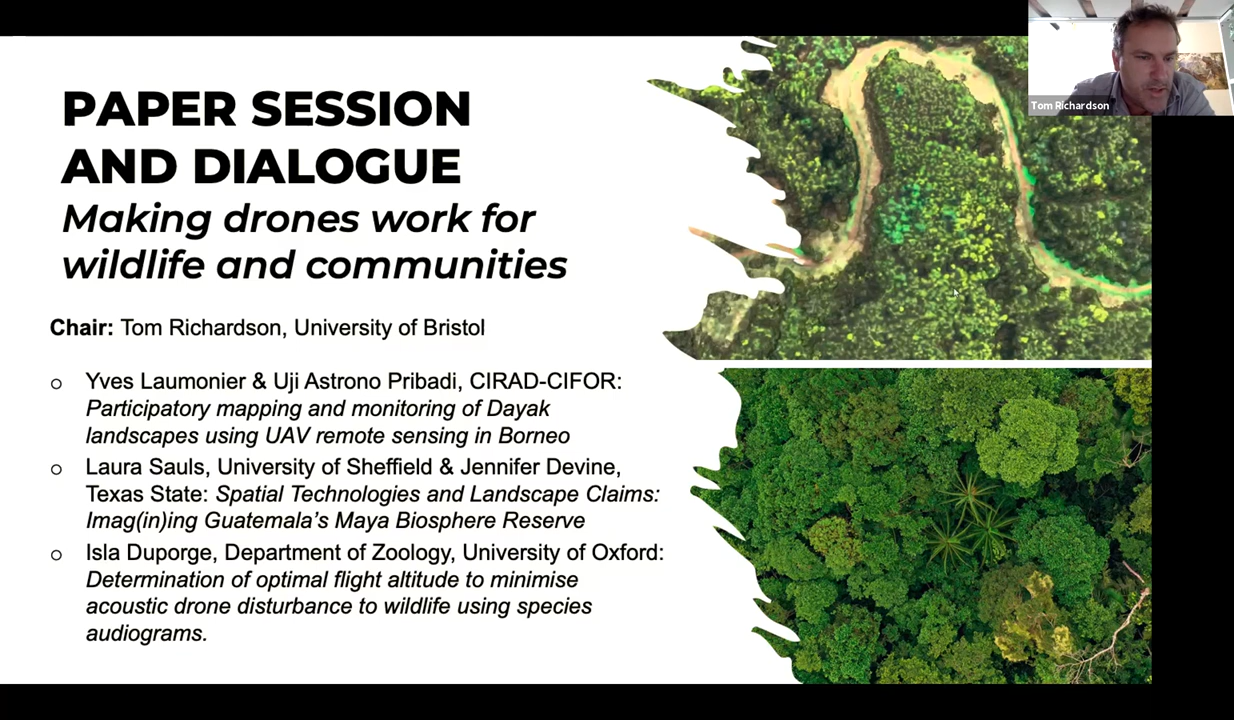 PAPER SESSION
AND DIALOGUE
Making drones work for
wildlife and communities
Chair: Tom Richardson, University of Bristol
○ Yves Laumonier & Uji Astrono Pribadi, CIRAD-CIFOR:
Participatory mapping and monitoring of Dayak
landscapes using UAV remote sensing in Borneo
○ Laura Sauls, University of Sheffield & Jennifer Devine,
Texas State: Spatial Technologies and Landscape Claims:
Imag(in)ing Guatemala's Maya Biosphere Reserve
○ Isla Duporge, Department of Zoology, University of Oxford:
Determination of optimal flight altitude to minimise
acoustic drone disturbance to wildlife using species
audiograms.
Tom Richardson